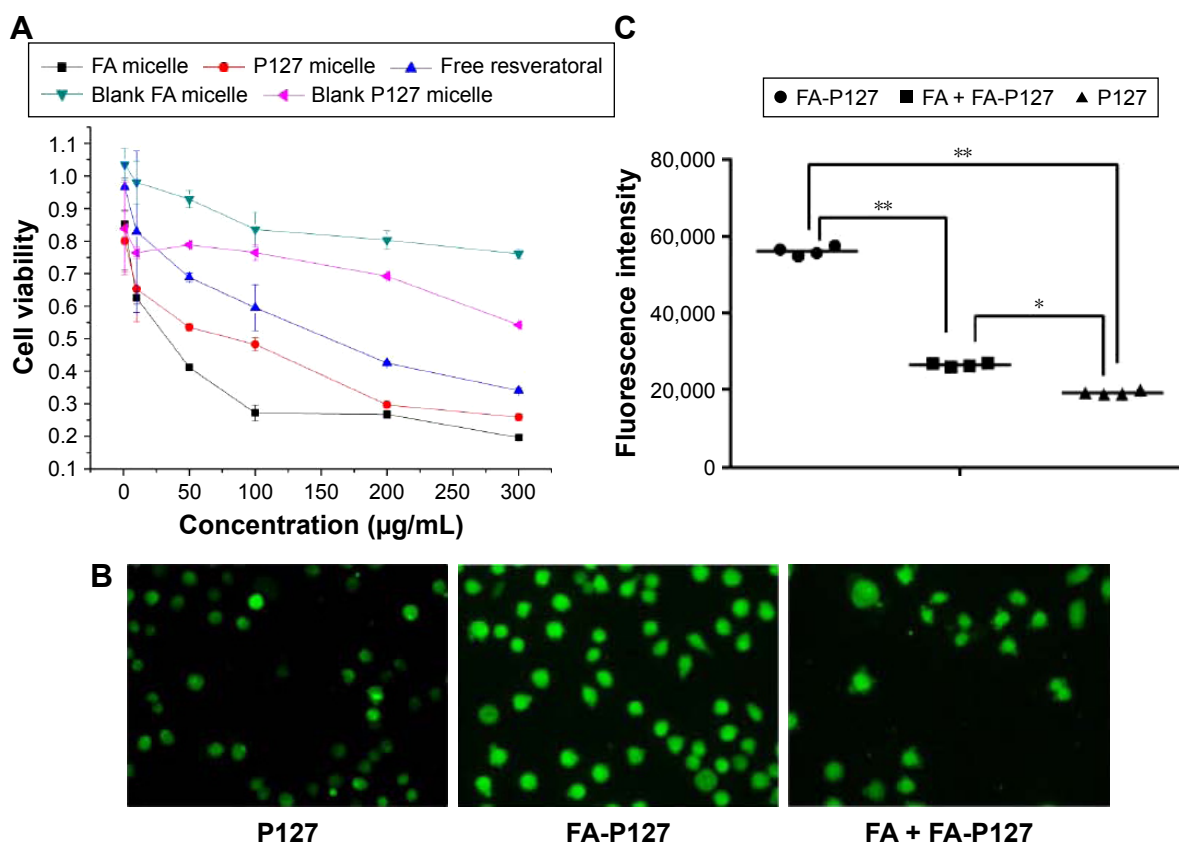 A
FA micelle P127 micelle Free resveratoral
Blank FA micelle Blank P127 micelle
Cell viability
1.1
1.0
0.9
0.8
0.7
0.6
0.5
0.4
0.3
0.2
0.1
0 50 100 150 200 250 300
Concentration (µg/mL)
C
FA-P127 FA + FA-P127 P127
Fluorescence intensity
80,000
60,000
40,000
20,000
0
**
**
*
B
P127 FA-P127 FA + FA-P127